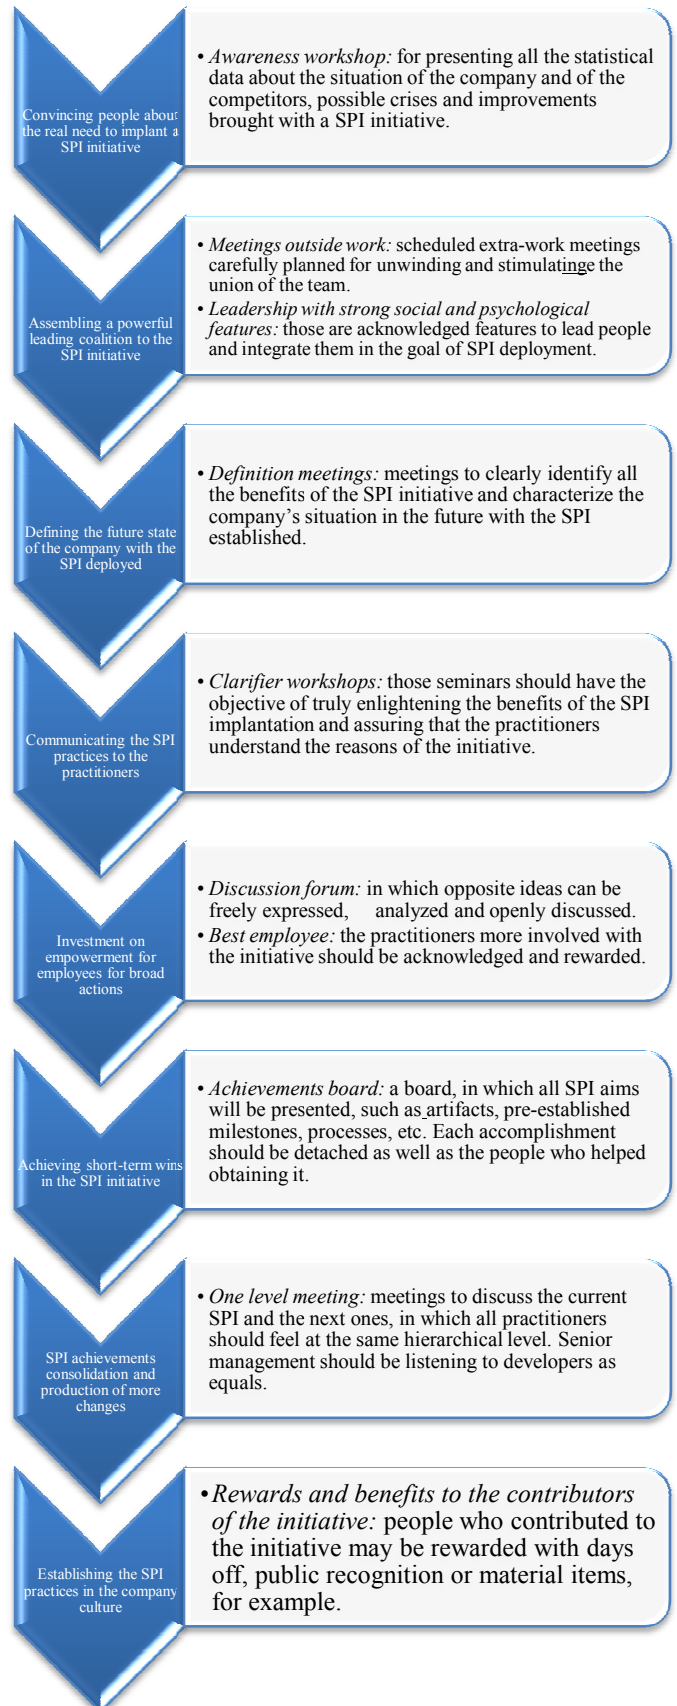 Convincing people about
the real need to implant a
SPI initiative
• Awareness workshop: for presenting all the statistical
data about the situation of the company and of the
competitors, possible crises and improvements
brought with a SPI initiative.
Assembling a powerful
leading coalition to the
SPI initiative
• Meetings outside work: scheduled extra-work meetings
carefully planned for unwinding and stimulatinge the
union of the team.
• Leadership with strong social and psychological
features: those are acknowledged features to lead people
and integrate them in the goal of SPI deployment.
Defining the future state
of the company with the
SPI deployed
• Definition meetings: meetings to clearly identify all
the benefits of the SPI initiative and characterize the
company's situation in the future with the SPI
established.
Communicating the SPI
practices to the
practitioners
• Clarifier workshops: those seminars should have the
objective of truly enlightening the benefits of the SPI
implantation and assuring that the practitioners
understand the reasons of the initiative.
Investment on
empowerment for
employees for broad
actions
• Discussion forum: in which opposite ideas can be
freely expressed, analyzed and openly discussed.
• Best employee: the practitioners more involved with
the initiative should be acknowledged and rewarded.
Achieving short-term wins
in the SPI initiative
• Achievements board: a board, in which all SPI aims
will be presented, such as artifacts, pre-established
milestones, processes, etc. Each accomplishment
should be detached as well as the people who helped
obtaining it.
SPI achievements
consolidation and
production of more
changes
• One level meeting: meetings to discuss the current
SPI and the next ones, in which all practitioners
should feel at the same hierarchical level. Senior
management should be listening to developers as
equals.
Establishing the SPI
practices in the company
culture
• Rewards and benefits to the contributors
of the initiative: people who contributed to
the initiative may be rewarded with days
off, public recognition or material items,
for example.